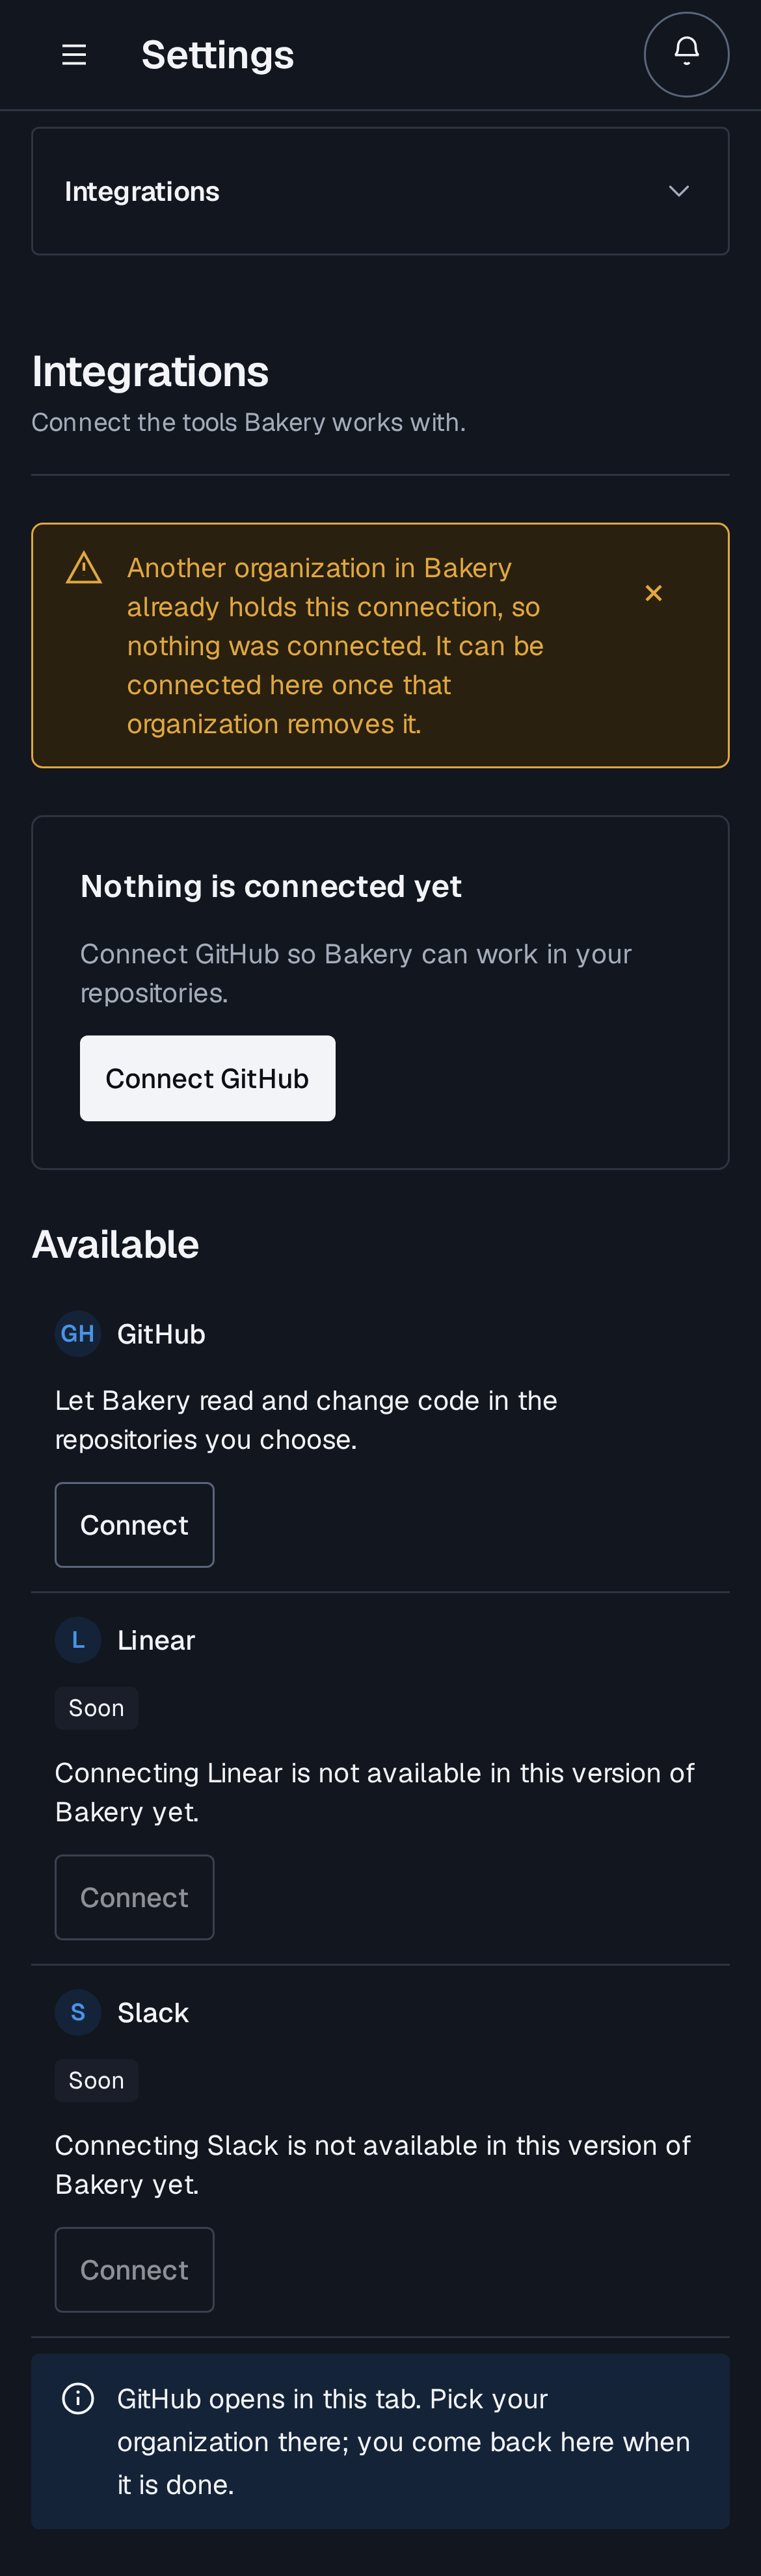 Settings
Integrations
Integrations
Connect the tools Bakery works with.
Another organization in Bakery
already holds this connection, so
nothing was connected. It can be
connected here once that
organization removes it.
Nothing is connected yet
Connect GitHub so Bakery can work in your
repositories.
Connect GitHub
Available
GH GitHub
Let Bakery read and change code in the
repositories you choose.
Connect
L Linear
Soon
Connecting Linear is not available in this version of
Bakery yet.
Connect
S Slack
Soon
Connecting Slack is not available in this version of
Bakery yet.
Connect
GitHub opens in this tab. Pick your
organization there; you come back here when
it is done.